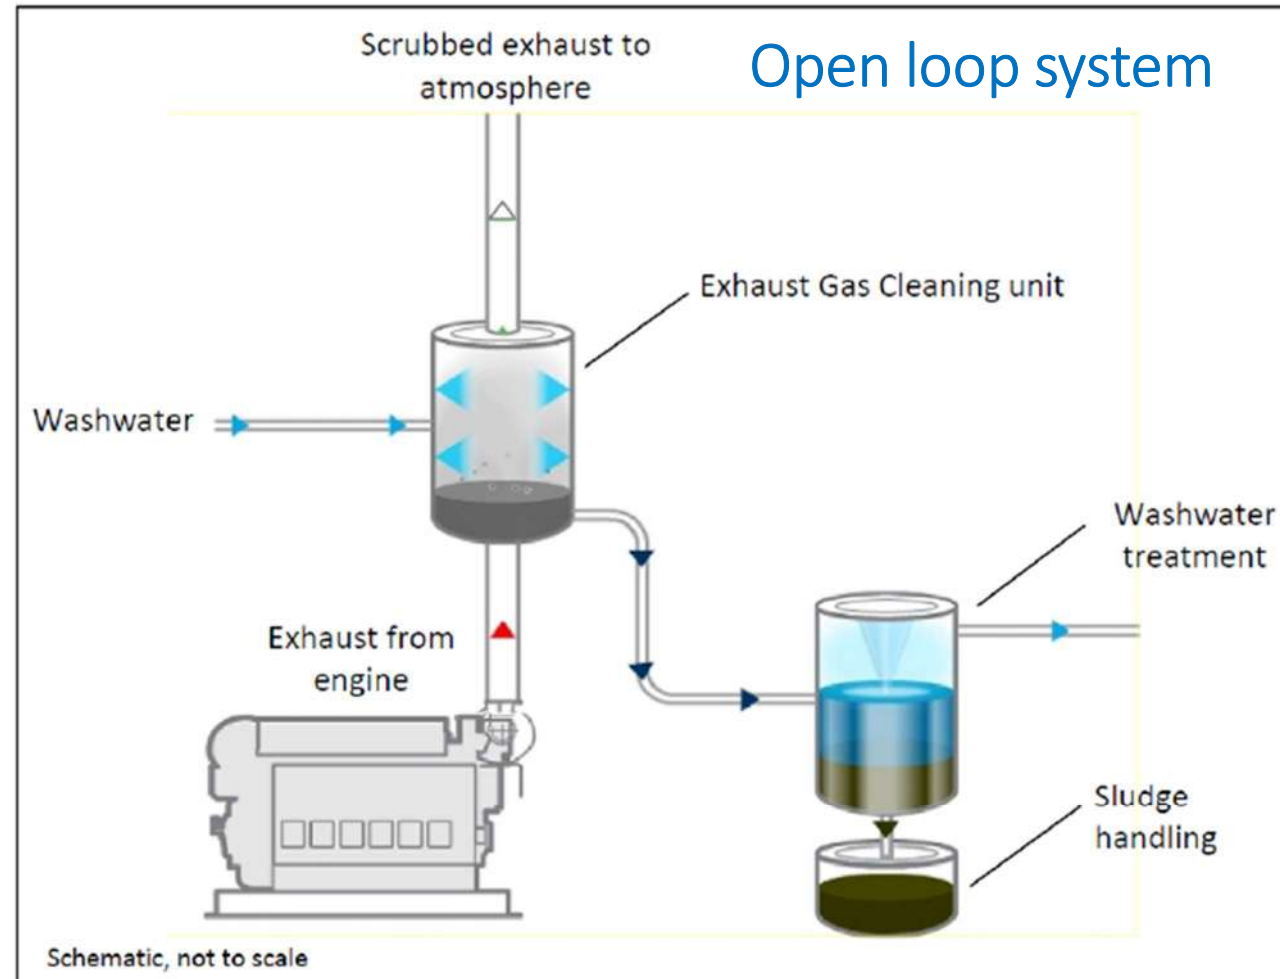 Scrubbed exhaust to
atmosphere
Open loop system
Exhaust Gas Cleaning unit
Washwater
Washwater
treatment
Exhaust from
engine
Sludge
handling
Schematic, not to scale